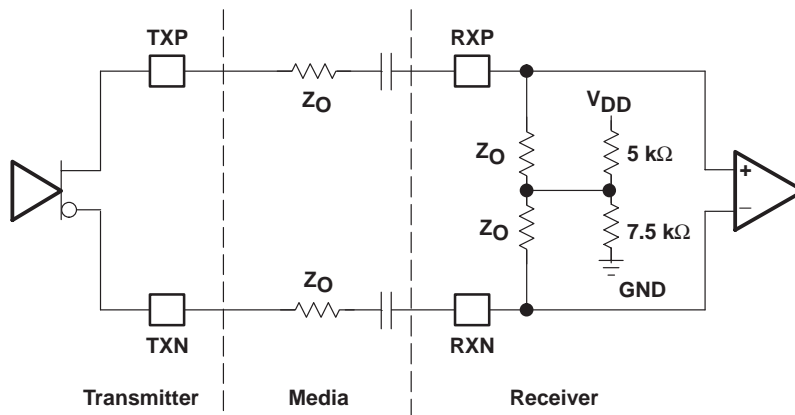 TXP
RXP
ZO
VDD
ZO
5 kΩ
+
−
ZO
7.5 kΩ
ZO
GND
TXN
RXN
Transmitter
Media
Receiver